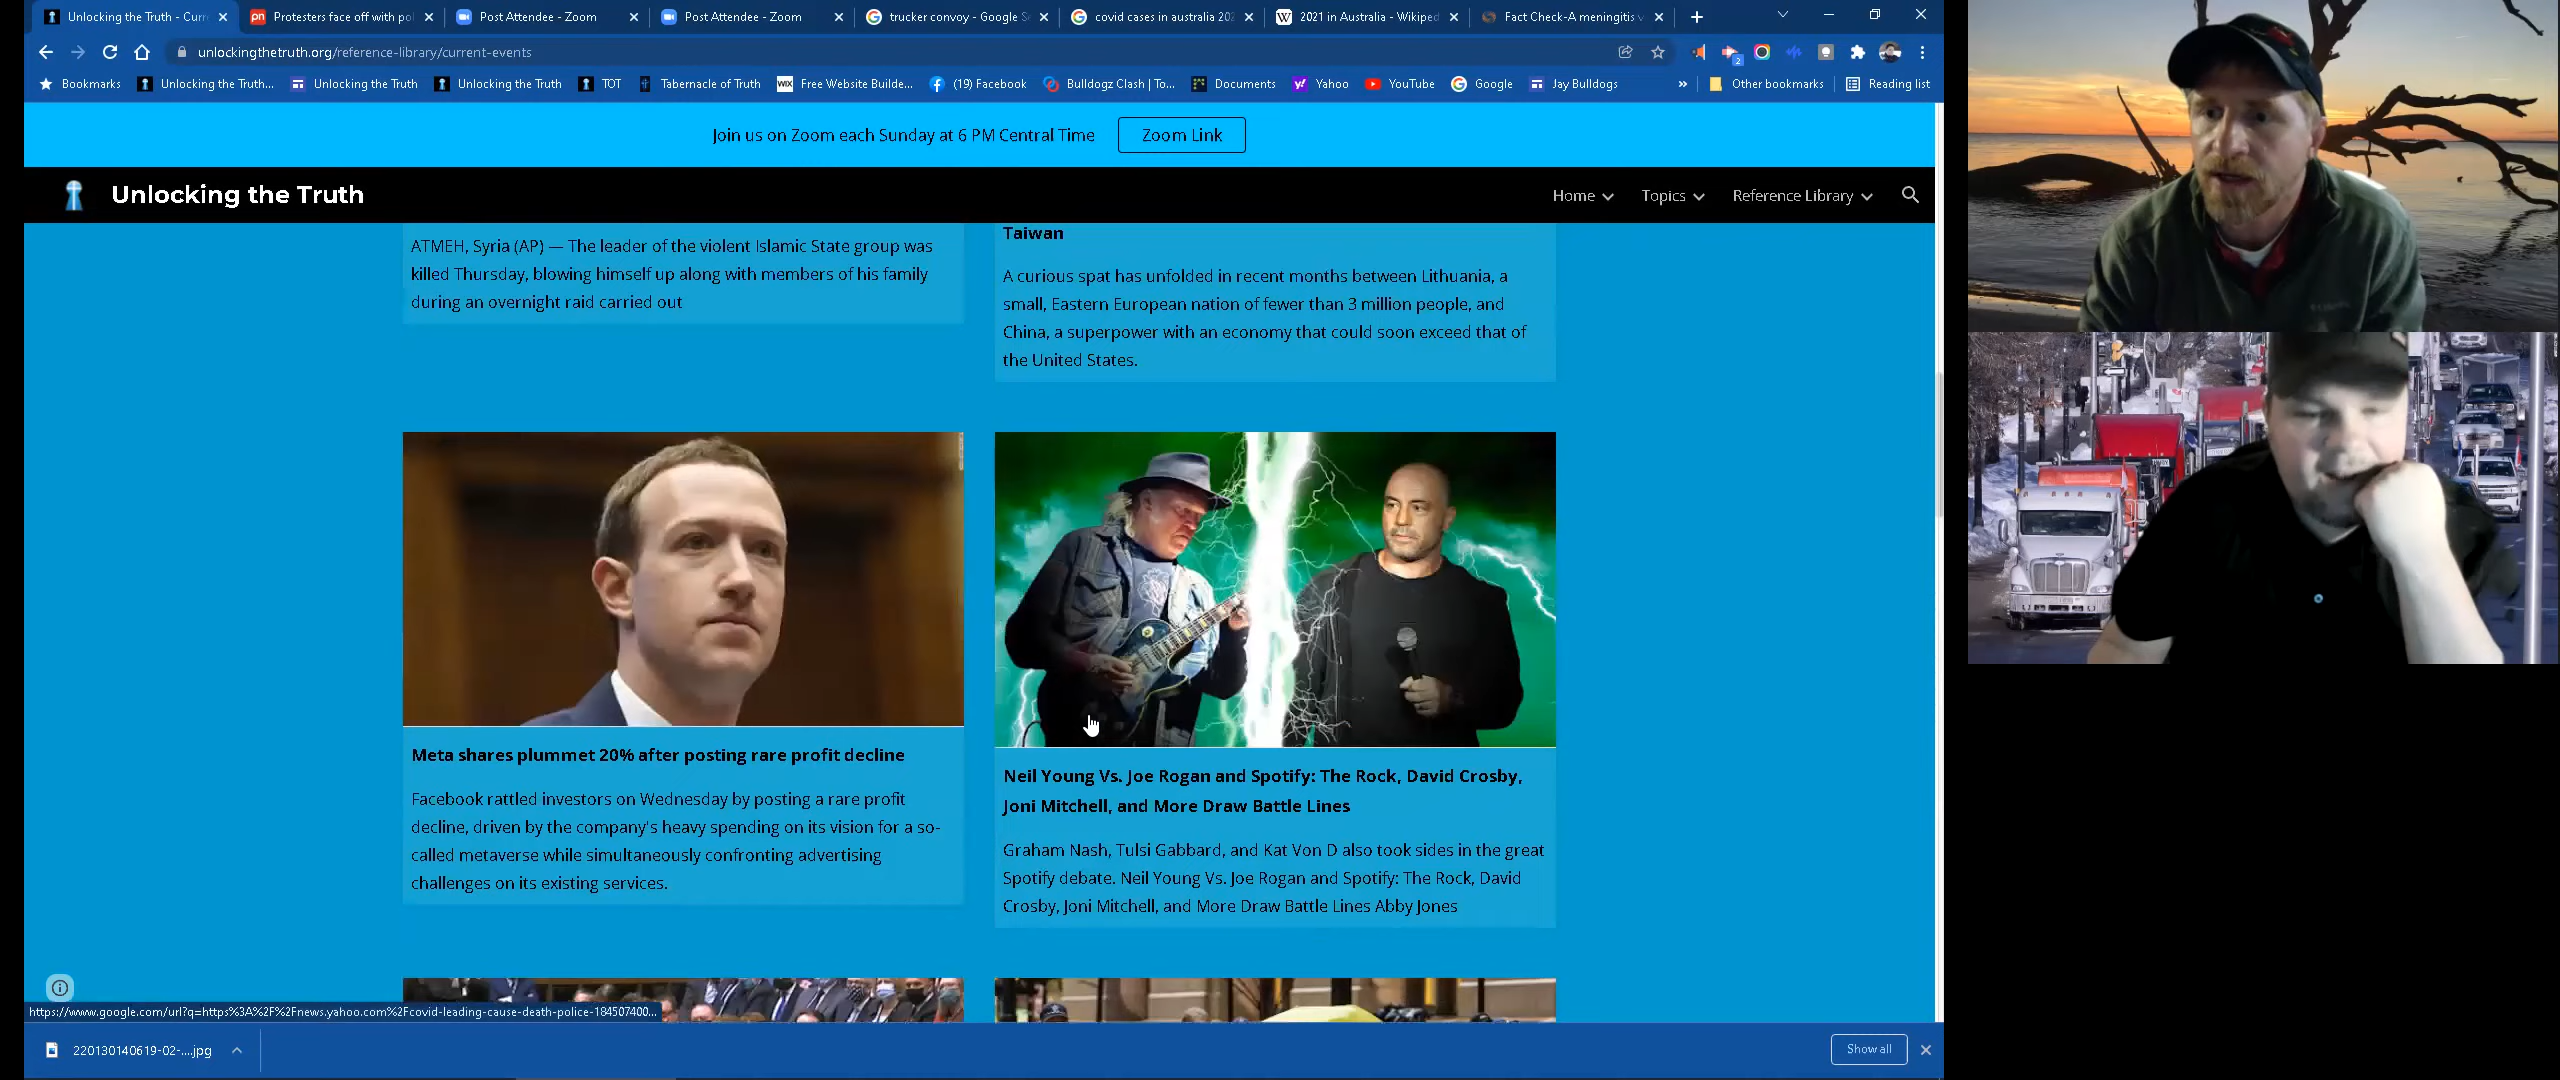 Unlocking the Truth - Curr
Protesters face off with po
Post Attendee - Zoom
Post Attendee - Zoom
trucker convoy - Google S
covid cases in australia 202
2021 in Australia - Wikiped
Fact Check-A meningitis v
unlockingthetruth.org/reference-library/current-events
Bookmarks
Unlocking the Truth...
Unlocking the Truth
Unlocking the Truth
TOT
Tabernacle of Truth
WIX
Free Website Builde...
(19) Facebook
Bulldogz Clash | To...
Documents
Yahoo
YouTube
Google
Jay Bulldogs
»
Other bookmarks
Reading list
Join us on Zoom each Sunday at 6 PM Central Time
Zoom Link
Unlocking the Truth
Home
Topics
Reference Library
ATMEH, Syria (AP) — The leader of the violent Islamic State group was
killed Thursday, blowing himself up along with members of his family
during an overnight raid carried out
Taiwan
A curious spat has unfolded in recent months between Lithuania, a
small, Eastern European nation of fewer than 3 million people, and
China, a superpower with an economy that could soon exceed that of
the United States.
Meta shares plummet 20% after posting rare profit decline
Facebook rattled investors on Wednesday by posting a rare profit
decline, driven by the company's heavy spending on its vision for a so-
called metaverse while simultaneously confronting advertising
challenges on its existing services.
Neil Young Vs. Joe Rogan and Spotify: The Rock, David Crosby,
Joni Mitchell, and More Draw Battle Lines
Graham Nash, Tulsi Gabbard, and Kat Von D also took sides in the great
Spotify debate. Neil Young Vs. Joe Rogan and Spotify: The Rock, David
Crosby, Joni Mitchell, and More Draw Battle Lines Abby Jones
https://www.google.com/url?q=https%3A%2F%2Fnews.yahoo.com%2Fcovid-leading-cause-death-police-184507400...
220130140619-02-....jpg
Show all